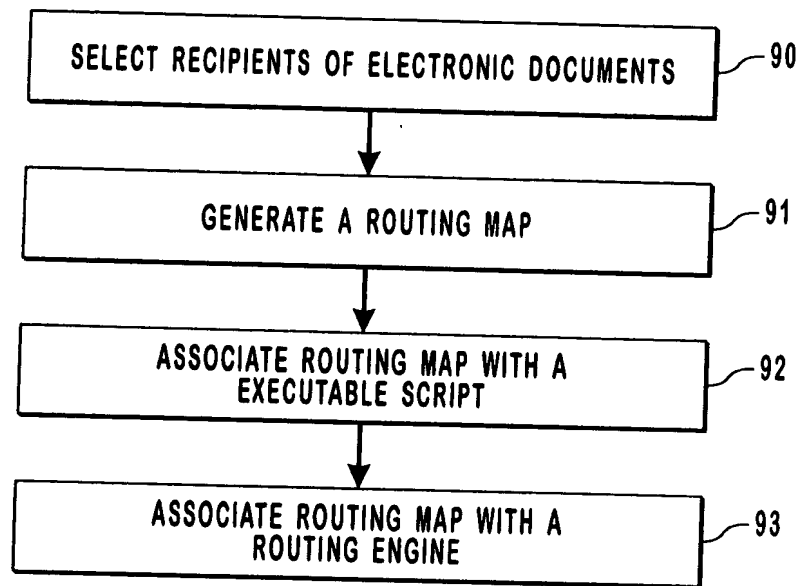 SELECT RECIPIENTS OF ELECTRONIC DOCUMENTS
90
GENERATE A ROUTING MAP
91
ASSOCIATE ROUTING MAP WITH A
EXECUTABLE SCRIPT
92
ASSOCIATE ROUTING MAP WITH A
ROUTING ENGINE
93